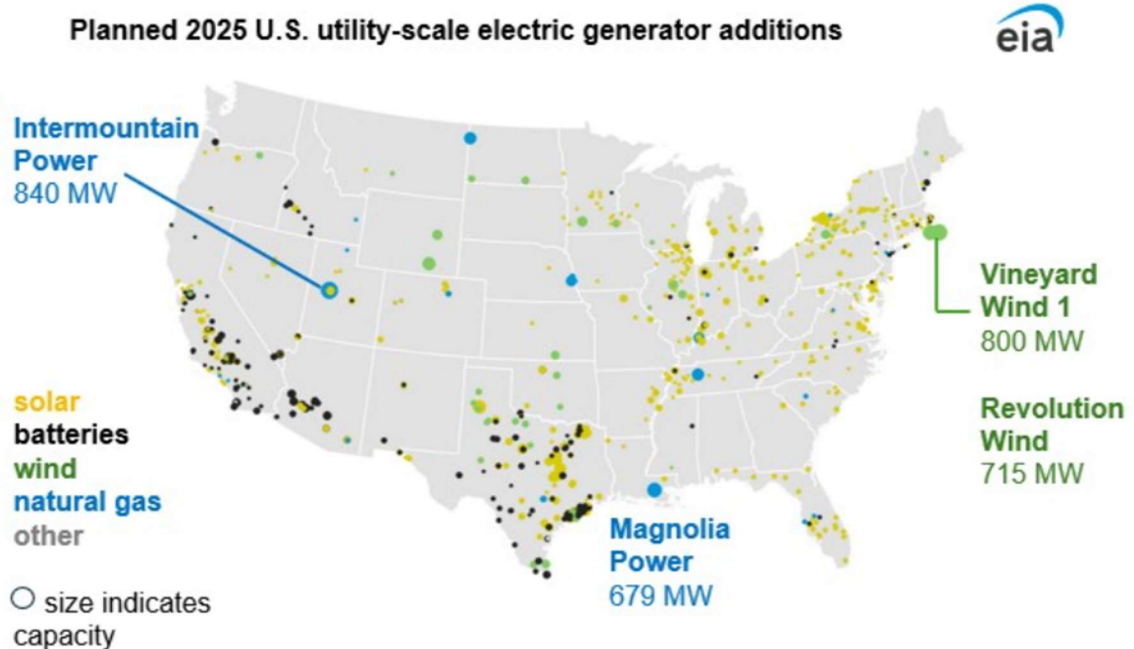 Planned 2025 U.S. utility-scale electric generator additions
eia
Intermountain
Power
840 MW
Vineyard
Wind 1
800 MW
Revolution
Wind
715 MW
solar
batteries
wind
natural gas
other
size indicates
capacity
Magnolia
Power
679 MW